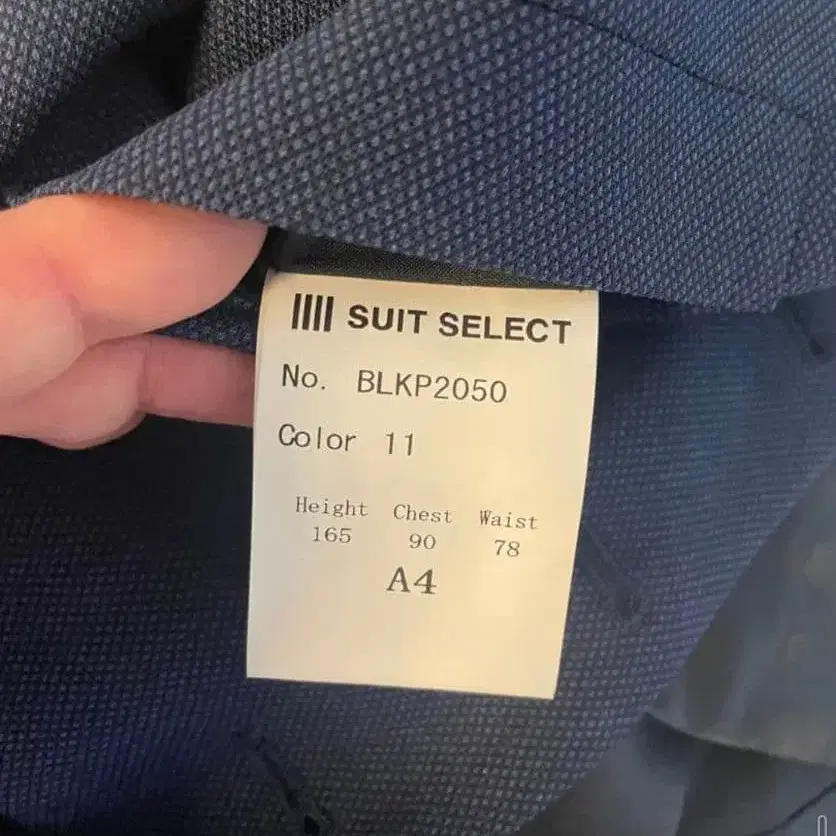 SUIT SELECT
No. BLKP2050
Color 11
Height Chest Waist
165 90 78
A4